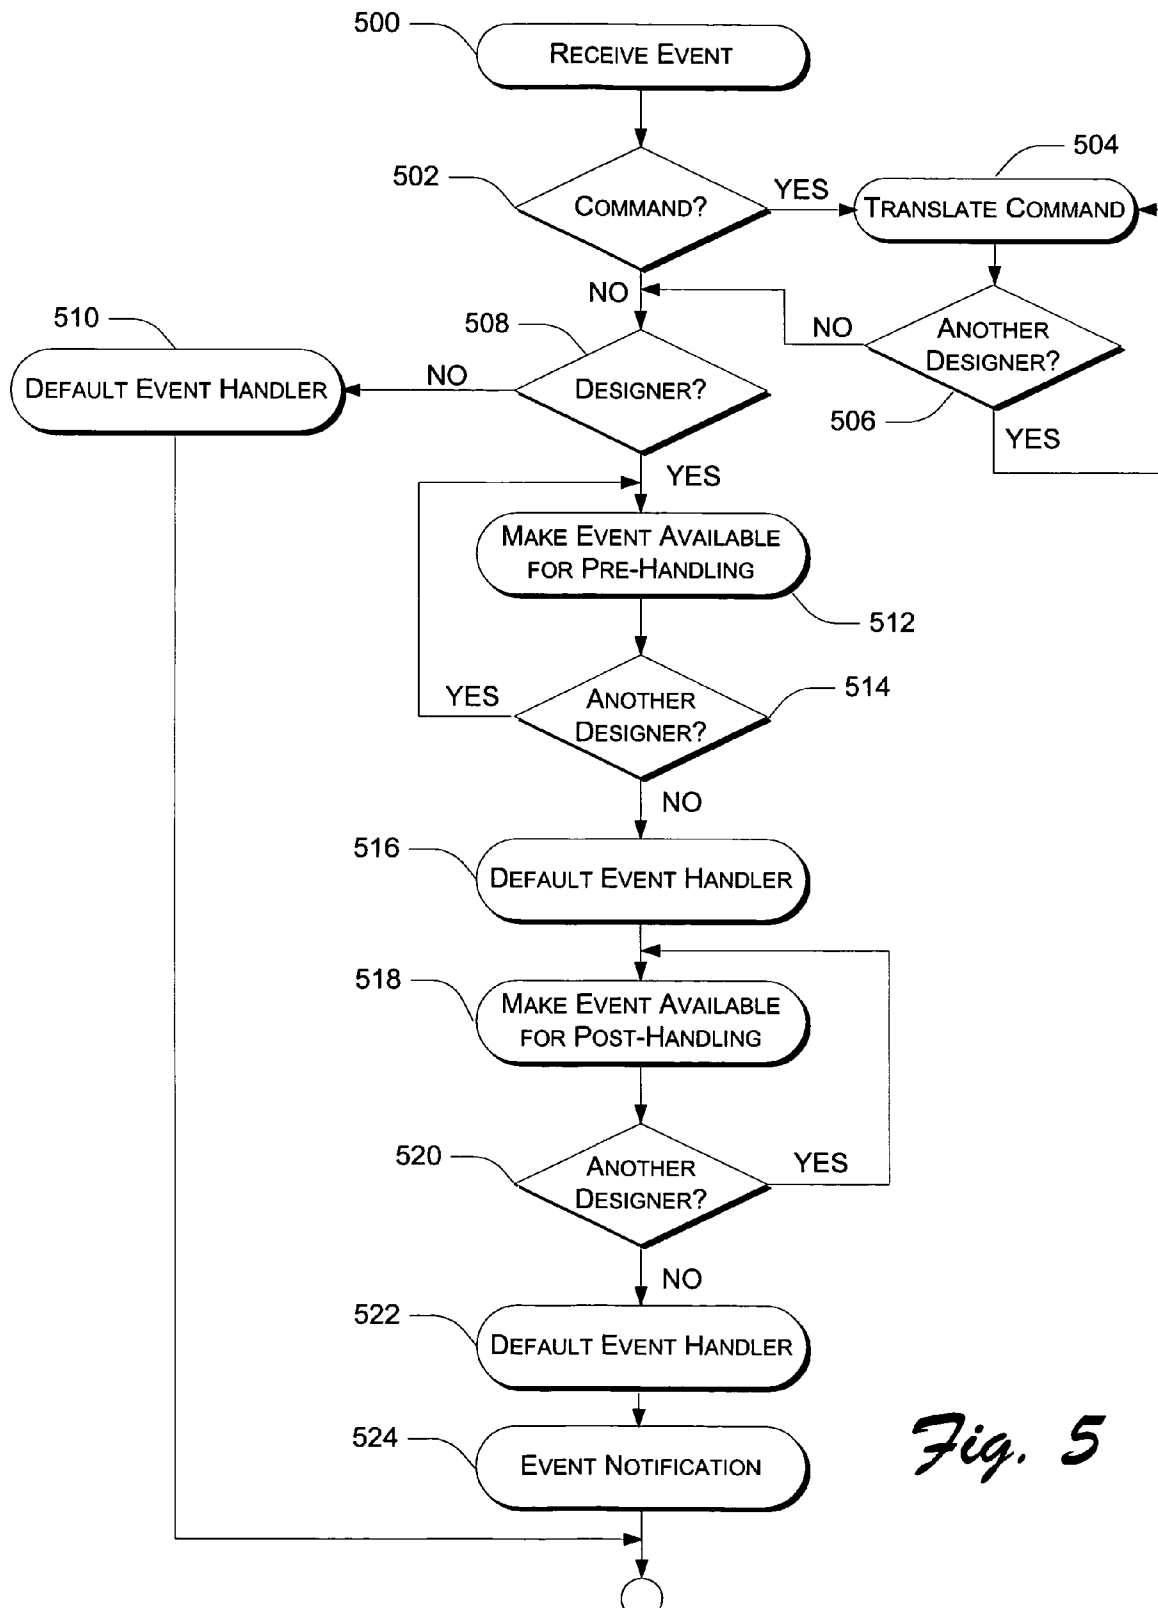 500
RECEIVE EVENT
504
502
COMMAND?
YES
TRANSLATE COMMAND
NO
510
508
NO
ANOTHER
DESIGNER?
DEFAULT EVENT HANDLER
NO
DESIGNER?
506
YES
YES
MAKE EVENT AVAILABLE
FOR PRE-HANDLING
512
YES
ANOTHER
DESIGNER?
514
NO
516
DEFAULT EVENT HANDLER
518
MAKE EVENT AVAILABLE
FOR POST-HANDLING
520
ANOTHER
DESIGNER?
YES
NO
522
DEFAULT EVENT HANDLER
524
EVENT NOTIFICATION
Fig. 5